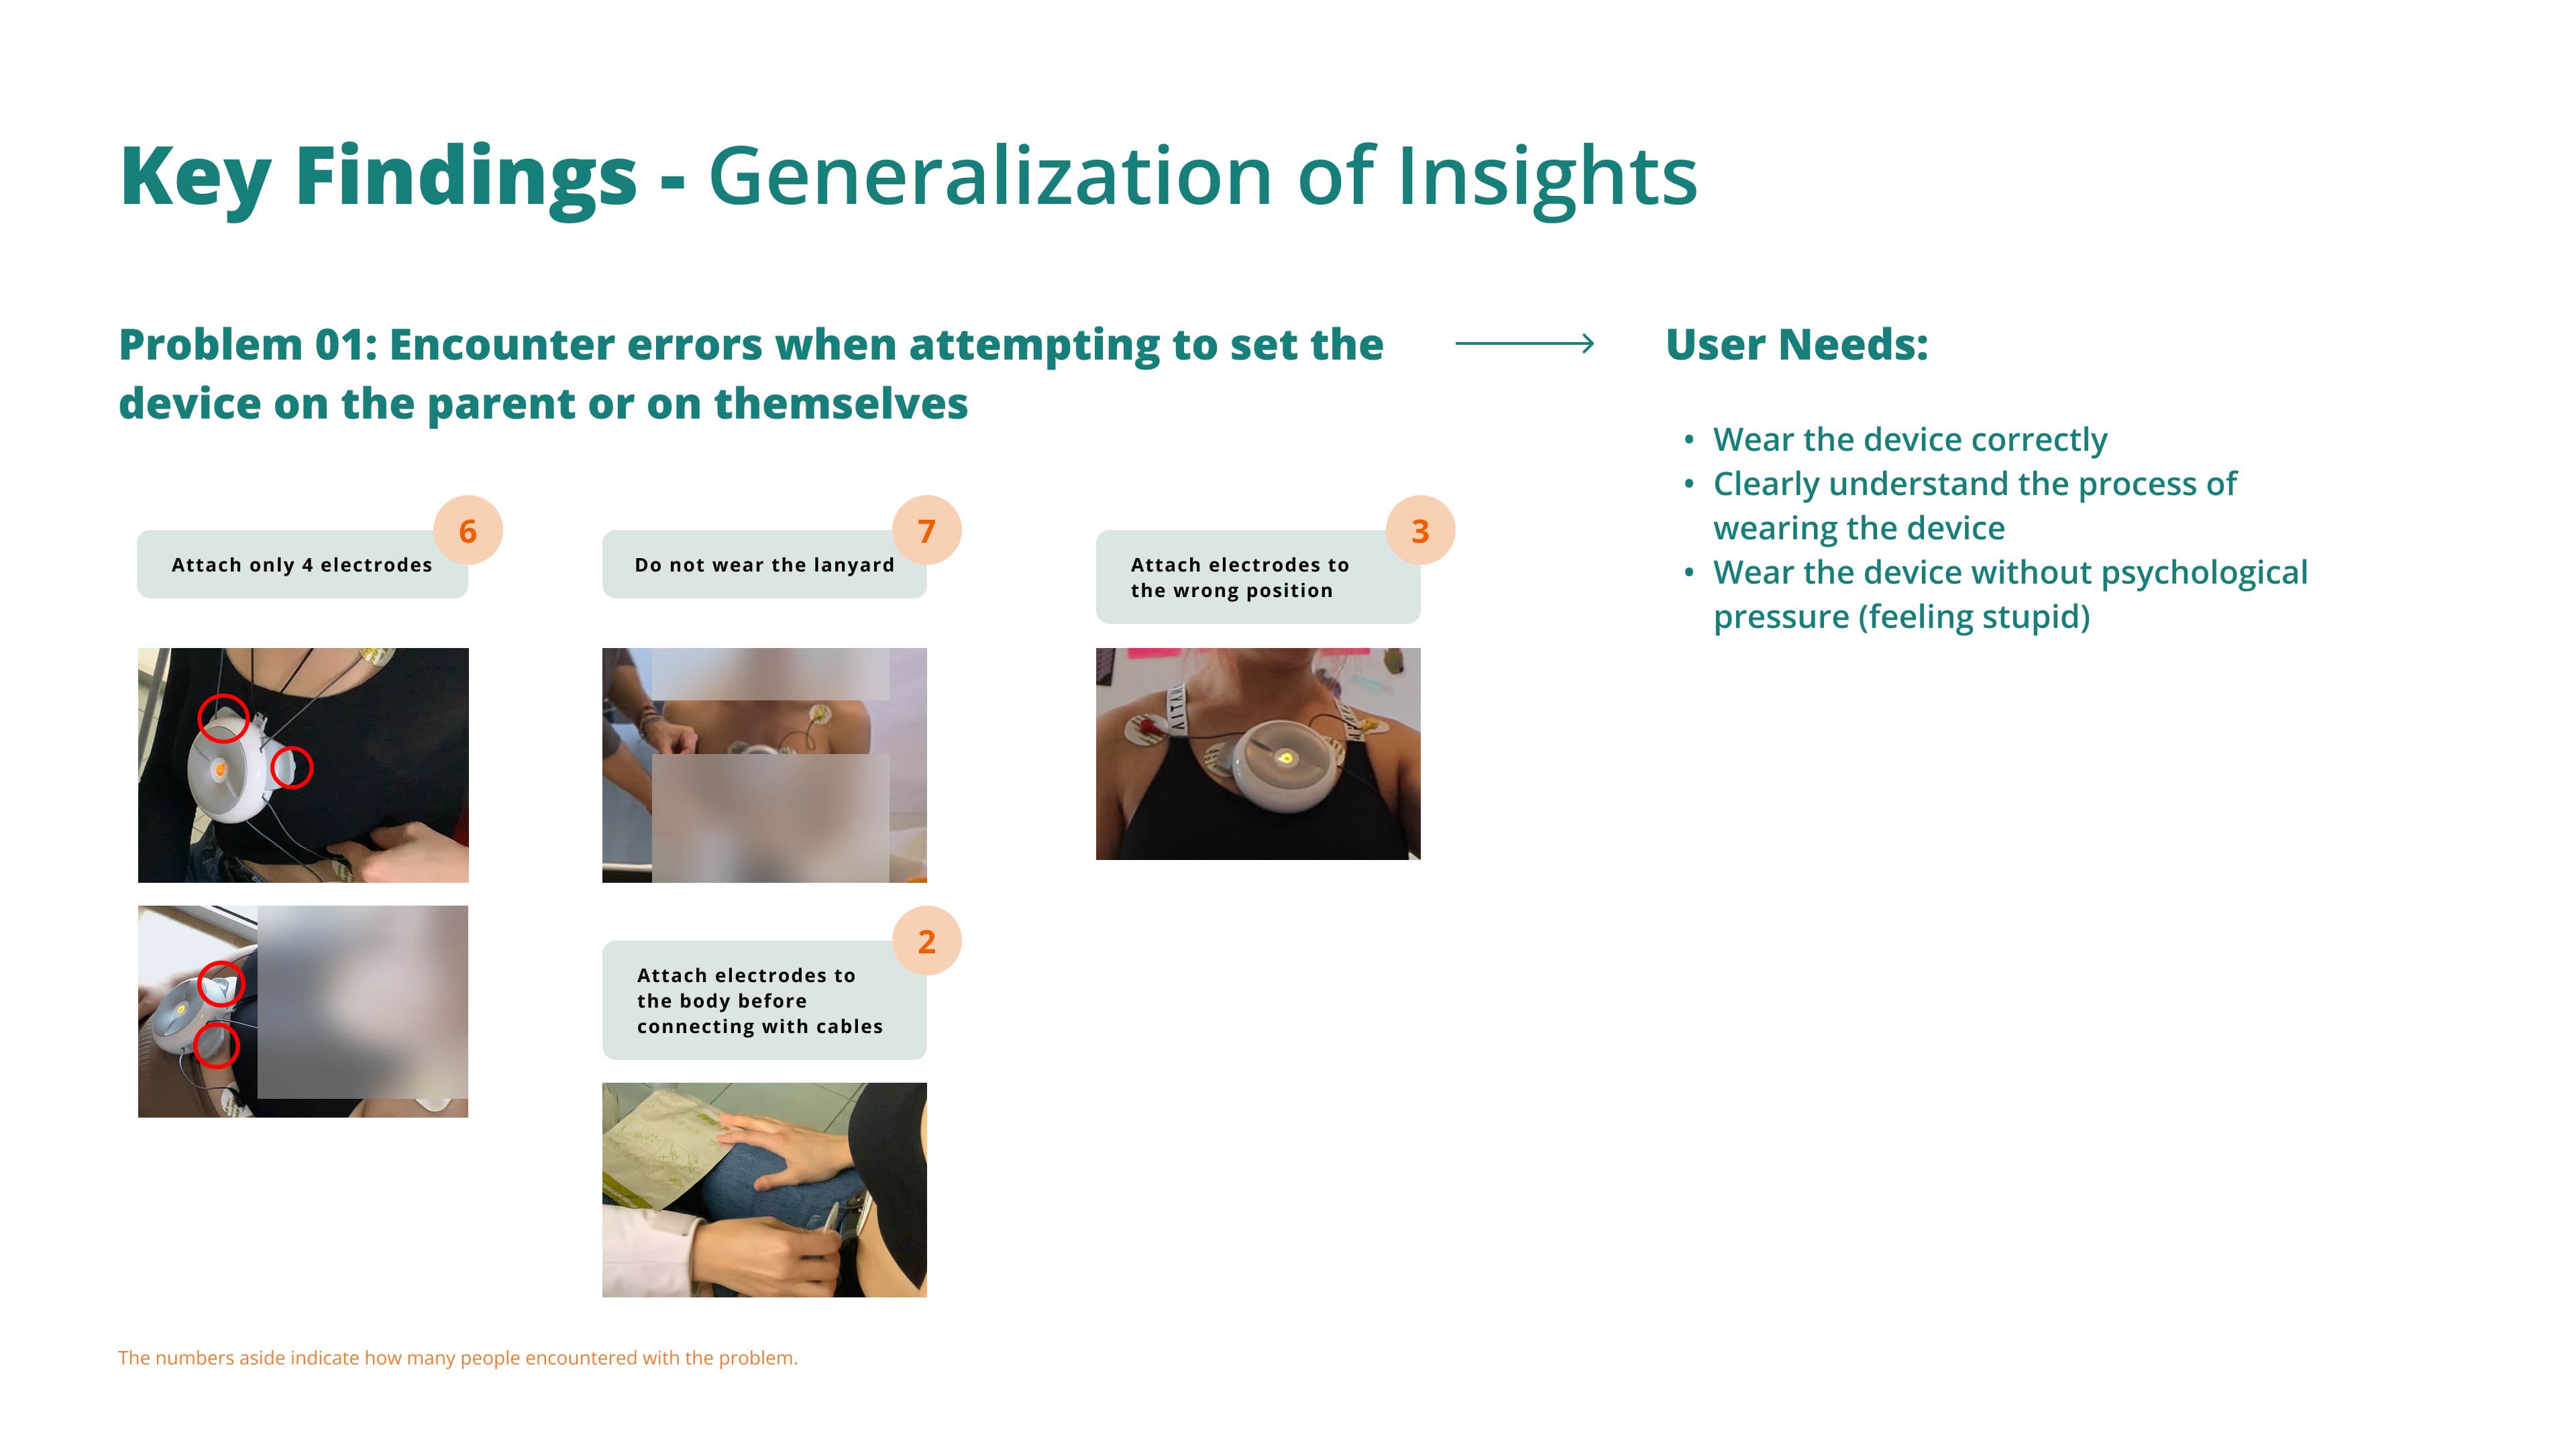 Key Findings - Generalization of Insights
Problem 01: Encounter errors when attempting to set the
device on the parent or on themselves
User Needs:
• Wear the device correctly
• Clearly understand the process of
wearing the device
• Wear the device without psychological
pressure (feeling stupid)
6
Attach only 4 electrodes
7
Do not wear the lanyard
3
Attach electrodes to
the wrong position
2
Attach electrodes to
the body before
connecting with cables
The numbers aside indicate how many people encountered with the problem.